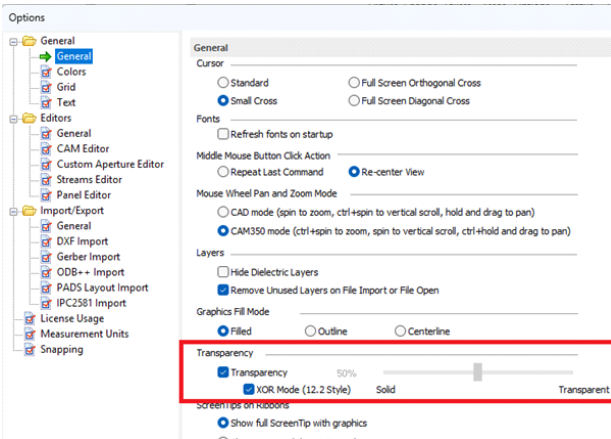 Options
General
General
Colors
Grid
Text
Editors
General
CAM Editor
Custom Aperture Editor
Streams Editor
Panel Editor
Import/Export
General
DXF Import
Gerber Import
ODB++ Import
PADS Layout Import
IPC2581 Import
License Usage
Measurement Units
Snapping
General
Cursor
Standard Full Screen Orthogonal Cross
Small Cross Full Screen Diagonal Cross
Fonts
Refresh fonts on startup
Middle Mouse Button Click Action
Repeat Last Command Re-center View
Mouse Wheel Pan and Zoom Mode
CAD mode (spin to zoom, ctrl+spin to vertical scroll, hold and drag to pan)
CAM350 mode (ctrl+spin to zoom, spin to vertical scroll, ctrl+hold and drag to pan)
Layers
Hide Dielectric Layers
Remove Unused Layers on File Import or File Open
Graphics Fill Mode
Filled Outline Centerline
Transparency
Transparency 50%
XOR Mode (12.2 Style) Solid Transparent
ScreenTips on Ribbons
Show full ScreenTip with graphics